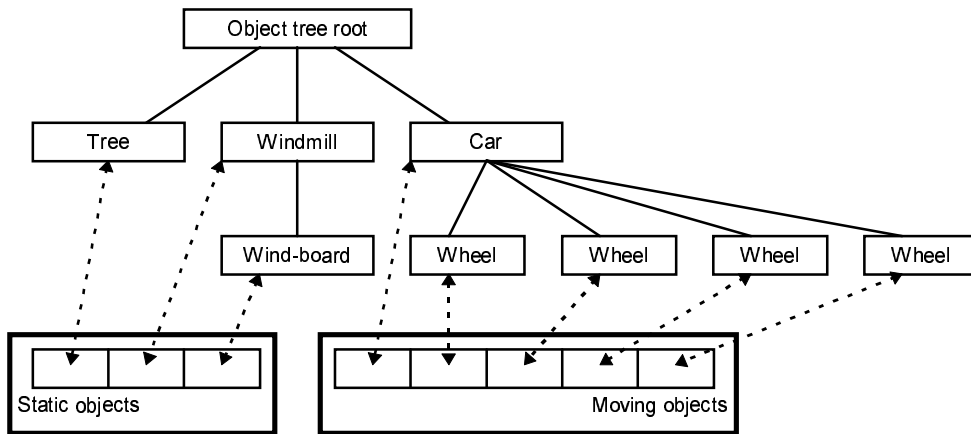 Object tree root
Tree
Windmill
Car
Wind-board
Wheel
Wheel
Wheel
Wheel
Static objects
Moving objects